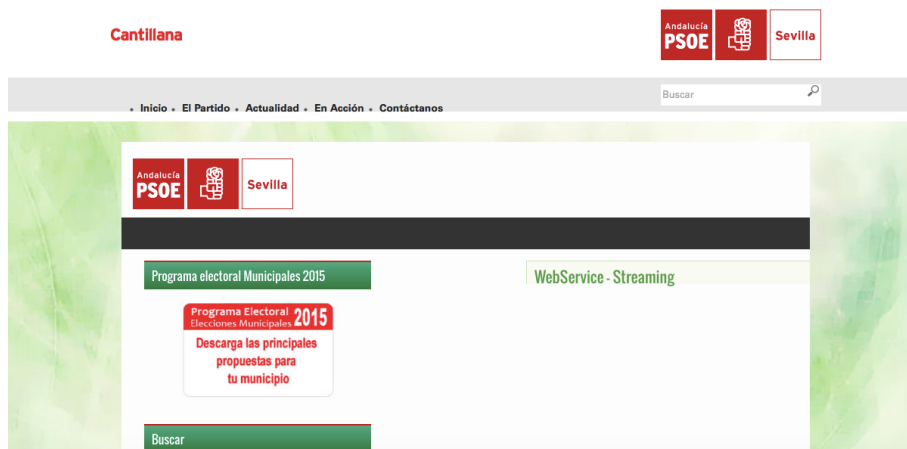 Cantillana
Andalucía
PSOE
Sevilla
Inicio • El Partido • Actualidad • En Acción • Contáctanos
Buscar
Andalucía
PSOE
Sevilla
Programa electoral Municipales 2015
WebService - Streaming
Programa Electoral
Elecciones Municipales 2015
Descarga las principales
propuestas para
tu municipio
Buscar